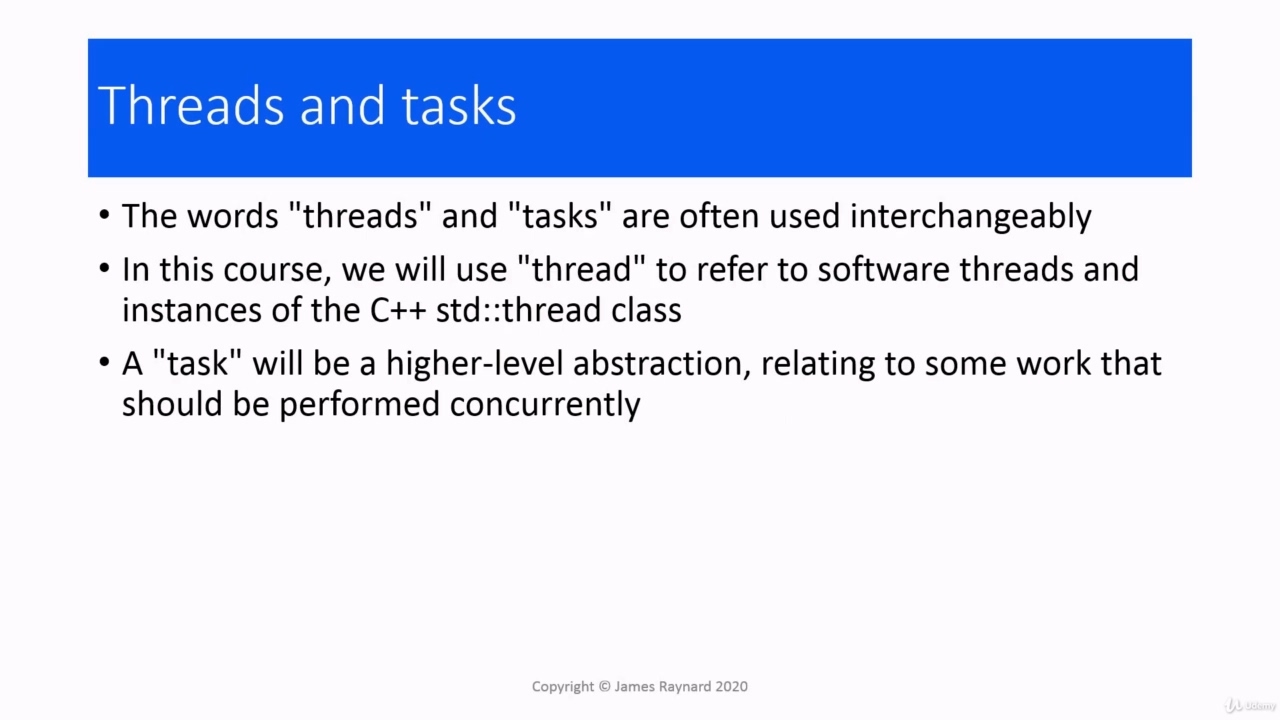 Threads and tasks
• The words "threads" and "tasks" are often used interchangeably
• In this course, we will use "thread" to refer to software threads and
instances of the C++ std::thread class
• A "task" will be a higher-level abstraction, relating to some work that
should be performed concurrently
Copyright © James Raynard 2020
Udemy